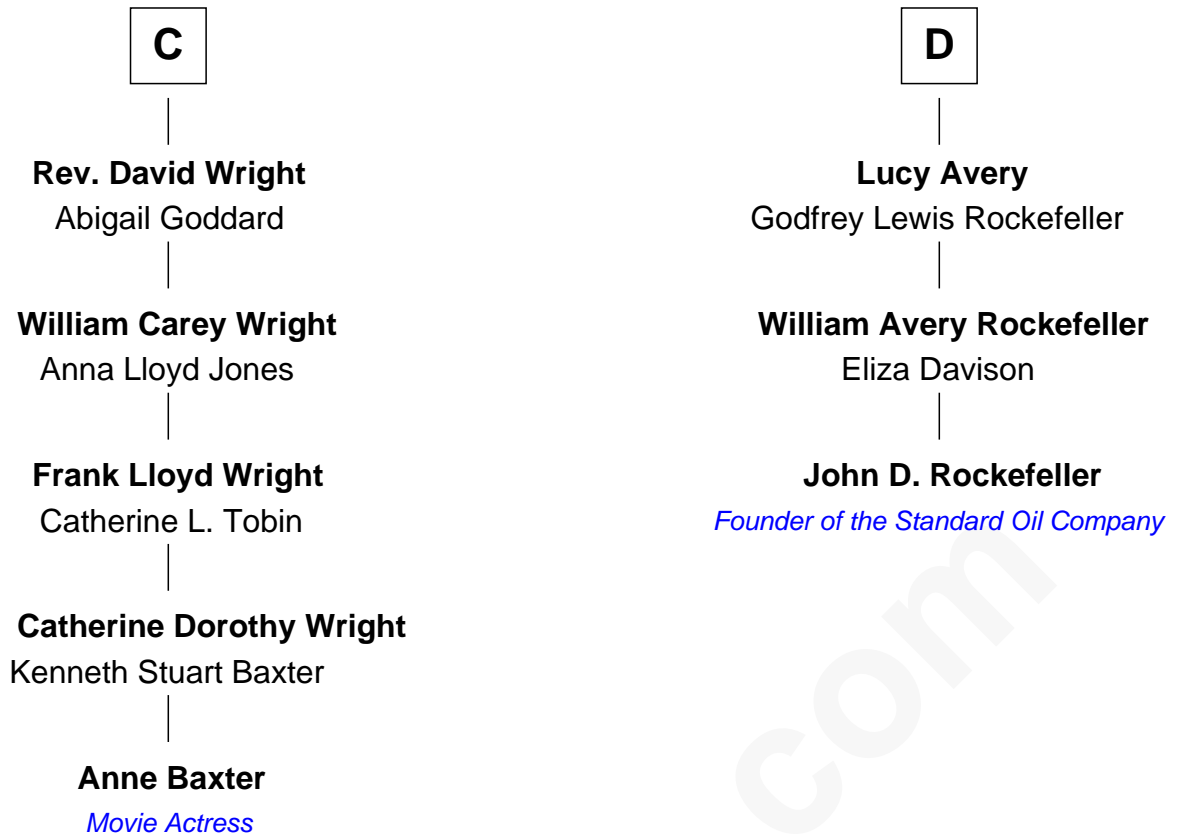 C
Rev. David Wright
Abigail Goddard
William Carey Wright
Anna Lloyd Jones
Frank Lloyd Wright
Catherine L. Tobin
Catherine Dorothy Wright
Kenneth Stuart Baxter
Anne Baxter
Movie Actress
D
Lucy Avery
Godfrey Lewis Rockefeller
William Avery Rockefeller
Eliza Davison
John D. Rockefeller
Founder of the Standard Oil Company
com